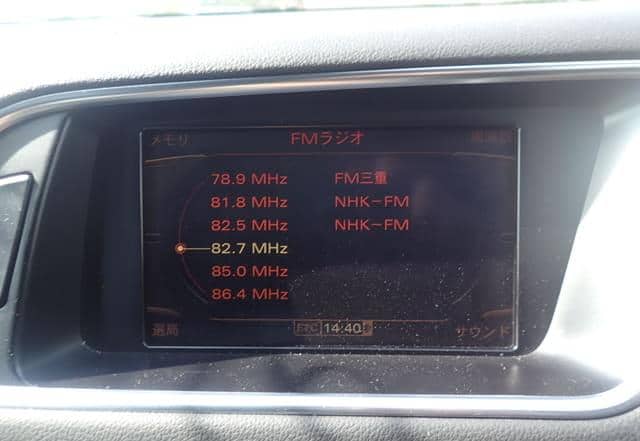 メモリ FMラジオ
78.9 MHz FM三重
81.8 MHz NHK-FM
82.5 MHz NHK-FM
82.7 MHz
85.0 MHz
86.4 MHz
選局 ETC 14:40 サウンド